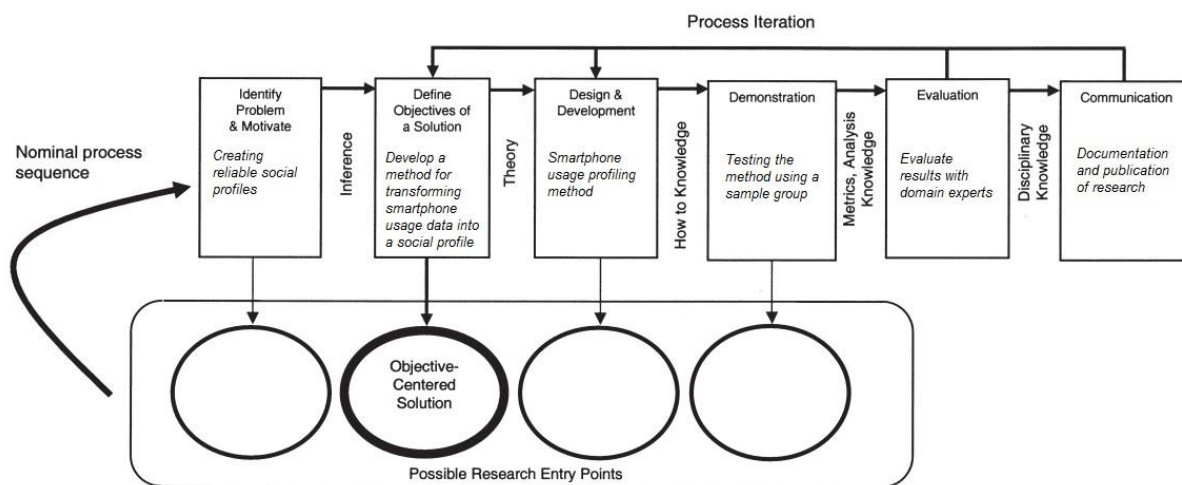 Process Iteration
Nominal process
sequence
Identify
Problem
& Motivate
Creating
reliable social
profiles
Inference
Define
Objectives of
a Solution
Develop a
method for
transforming
smartphone
usage data into
a social profile
Theory
Design &
Development
Smartphone
usage profiling
method
How to Knowledge
Demonstration
Testing the
method using a
sample group
Metrics, Analysis
Knowledge
Evaluation
Evaluate
results with
domain experts
Disciplinary
Knowledge
Communication
Documentation
and publication
of research
Objective-
Centered
Solution
Possible Research Entry Points